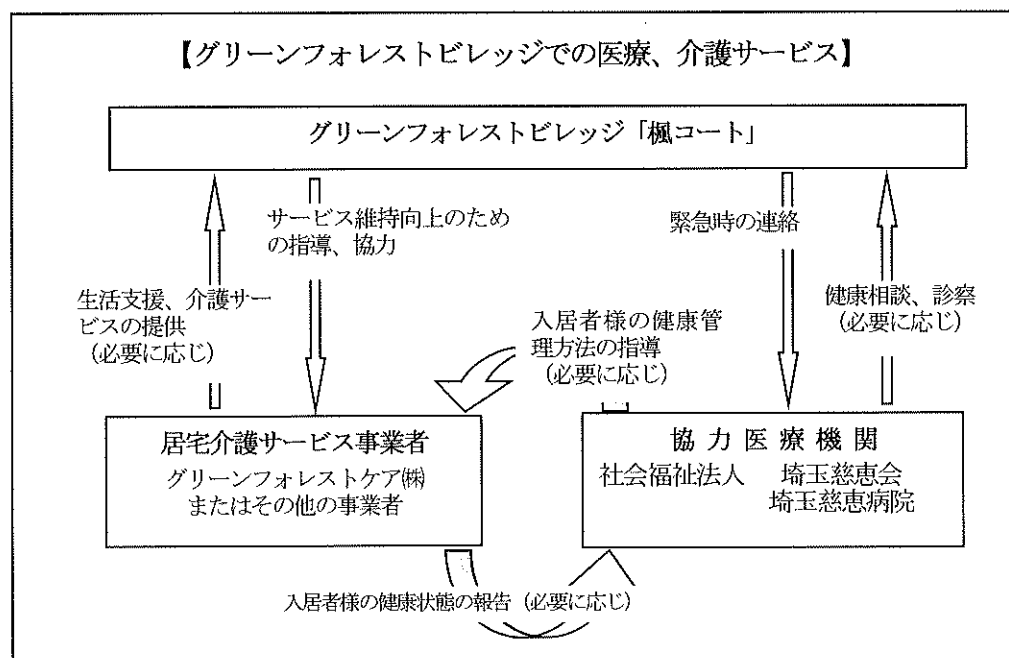 【グリーンフォレストビレッジでの医療、介護サービス】
グリーンフォレストビレッジ「楓コート」
サービス維持向上のため
の指導、協力
緊急時の連絡
生活支援、介護サー
ビスの提供
（必要に応じ）
健康相談、診察
（必要に応じ）
入居者様の健康管
理方法の指導
（必要に応じ）
居宅介護サービス事業者
グリーンフォレストケア㈱
またはその他の事業者
協力医療機関
社会福祉法人　埼玉慈恵会
埼玉慈恵病院
入居者様の健康状態の報告（必要に応じ）